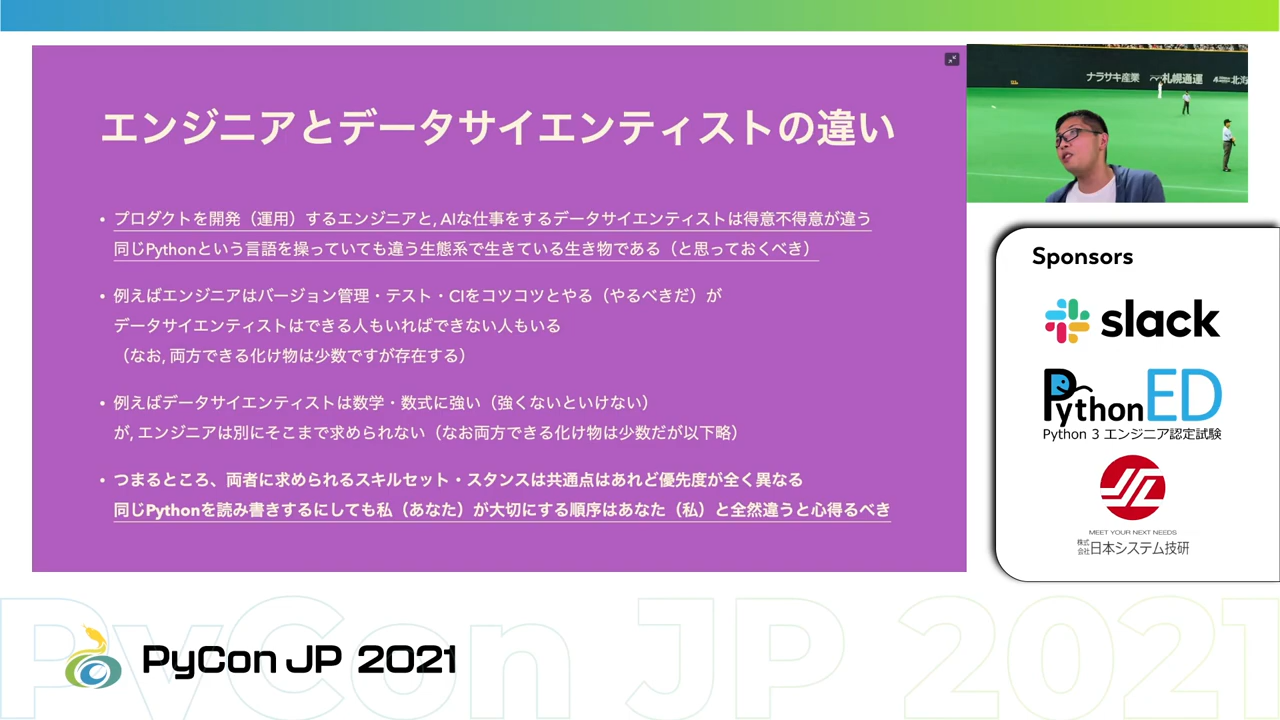 エンジニアとデータサイエンティストの違い
• プロダクトを開発（運用）するエンジニアと, AIな仕事をするデータサイエンティストは得意不得意が違う
同じPythonという言語を操っていても違う生態系で生きている生き物である（と思っておくべき）
• 例えばエンジニアはバージョン管理・テスト・CIをコツコツとやる（やるべきだ）が
データサイエンティストはできる人もいればできない人もいる
（なお, 両方できる化け物は少数ですが存在する）
• 例えばデータサイエンティストは数学・数式に強い（強くないといけない）
が, エンジニアは別にそこまで求められない（なお両方できる化け物は少数だが以下略）
• つまるところ、両者に求められるスキルセット・スタンスは共通点はあれど優先度が全く異なる
同じPythonを読み書きするにしても私（あなた）が大切にする順序はあなた（私）と全然違うと心得るべき
ナラサキ産業 札幌通運
Sponsors
slack
PythonED
Python 3 エンジニア認定試験
MEET YOUR NEXT NEEDS
株式会社日本システム技研
PyCon JP 2021
PyCon JP 2021